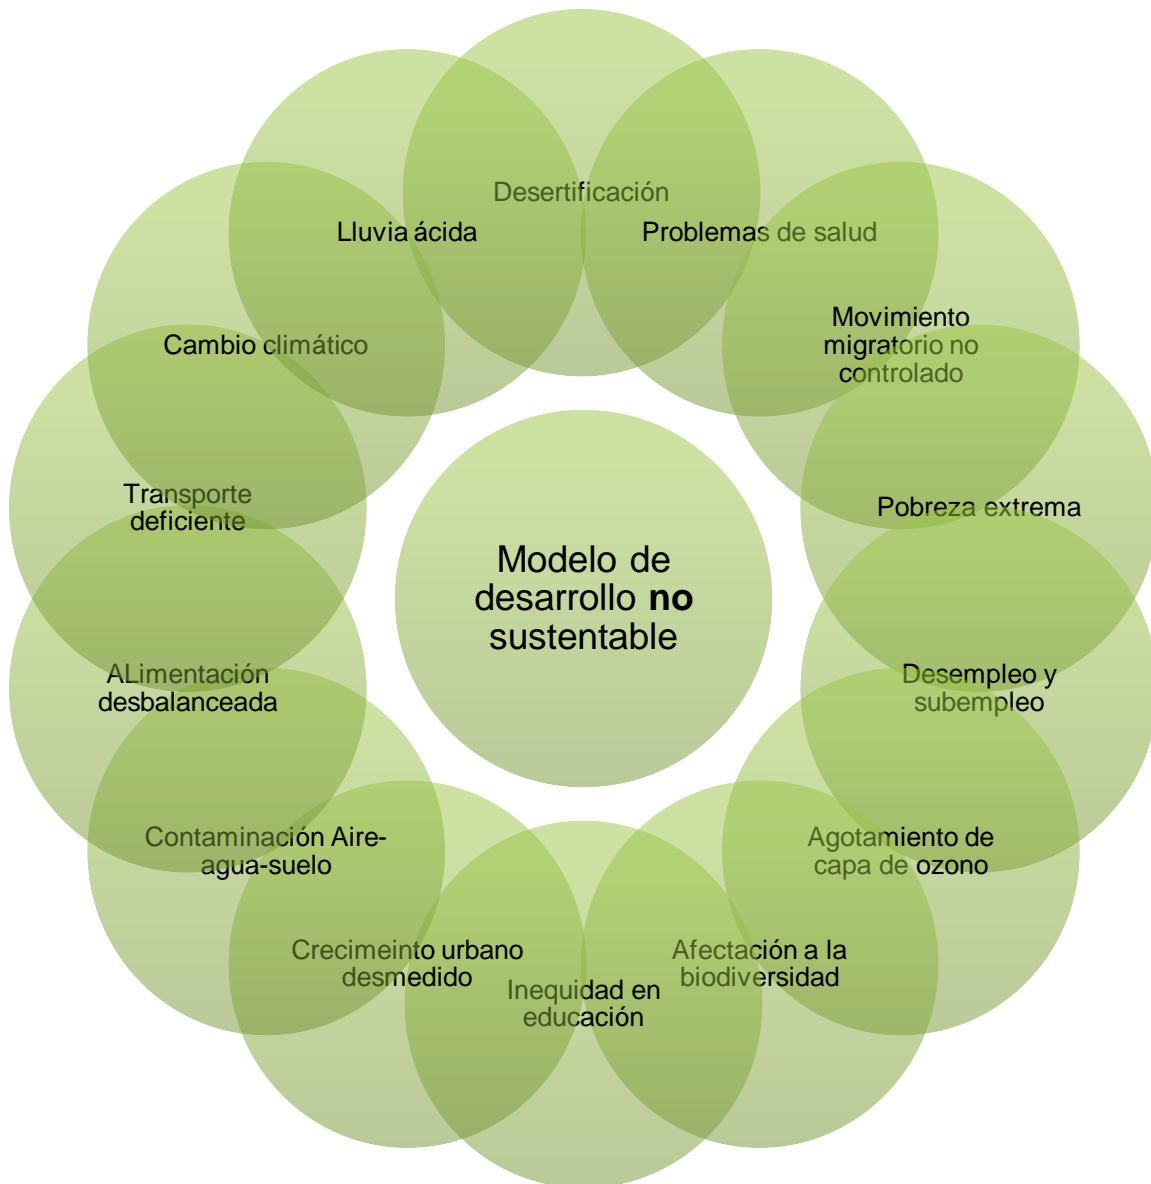 Desertificación
Problemas de salud
Movimiento
migratorio no
controlado
Pobreza extrema
Desempleo y
subempleo
Agotamiento de
capa de ozono
Afectación a la
biodiversidad
Inequidad en
educación
Crecimeinto urbano
desmedido
Contaminación Aire-
agua-suelo
ALimentación
desbalanceada
Transporte
deficiente
Cambio climático
Lluvia ácida
Modelo de
desarrollo no
sustentable